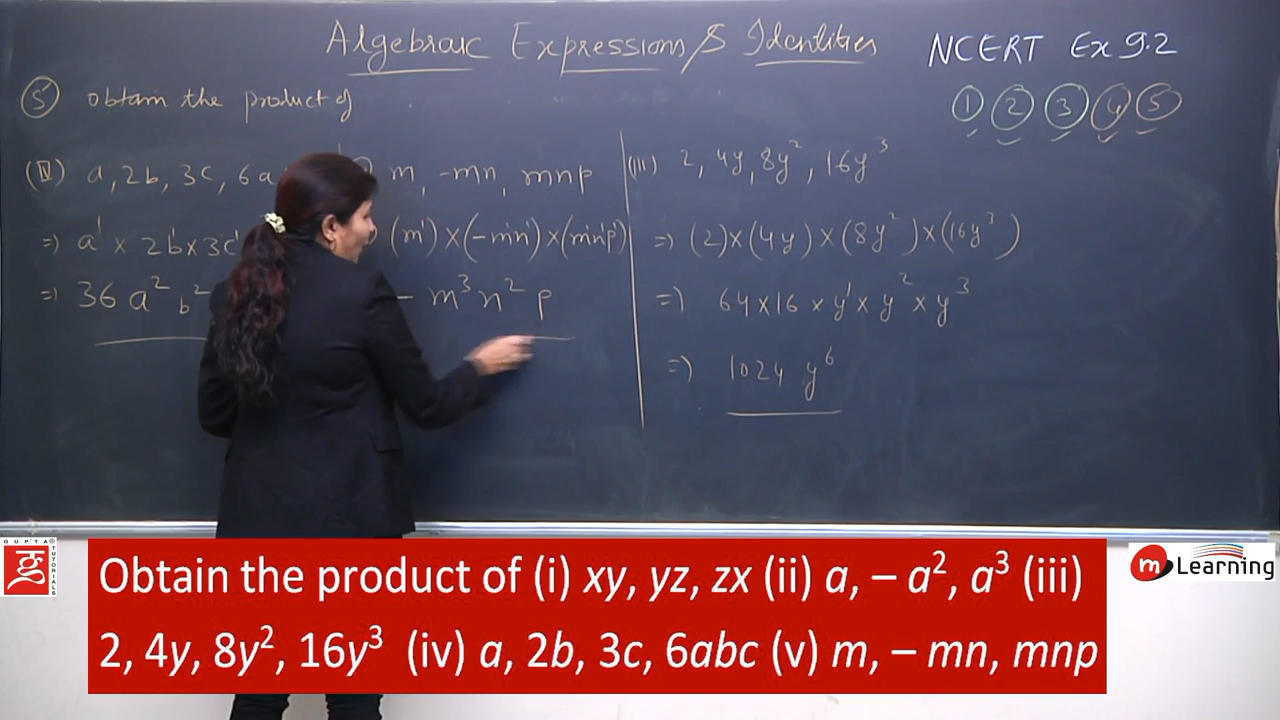 Algebraic Expressions & Identities
NCERT Ex 9.2
① ② ③ ④ ⑤
⑤ obtain the product of
(IV) a, 2b, 3c, 6a
m, -mn, mnp
(iii) 2, 4y, 8y², 16y³
=) a¹ × 2b¹ × 3c¹
(m¹) × (-m¹n¹) × (m¹n¹p¹)
=) (2)×(4y)×(8y²)×(16y³)
=) 36 a² b²
- m³ n² p
=) 64×16 × y¹ × y² × y³
=) 1024 y⁶
GUPTA
TUTORIALS
Obtain the product of (i) xy, yz, zx (ii) a, – a², a³ (iii)
2, 4y, 8y², 16y³ (iv) a, 2b, 3c, 6abc (v) m, – mn, mnp
m Learning